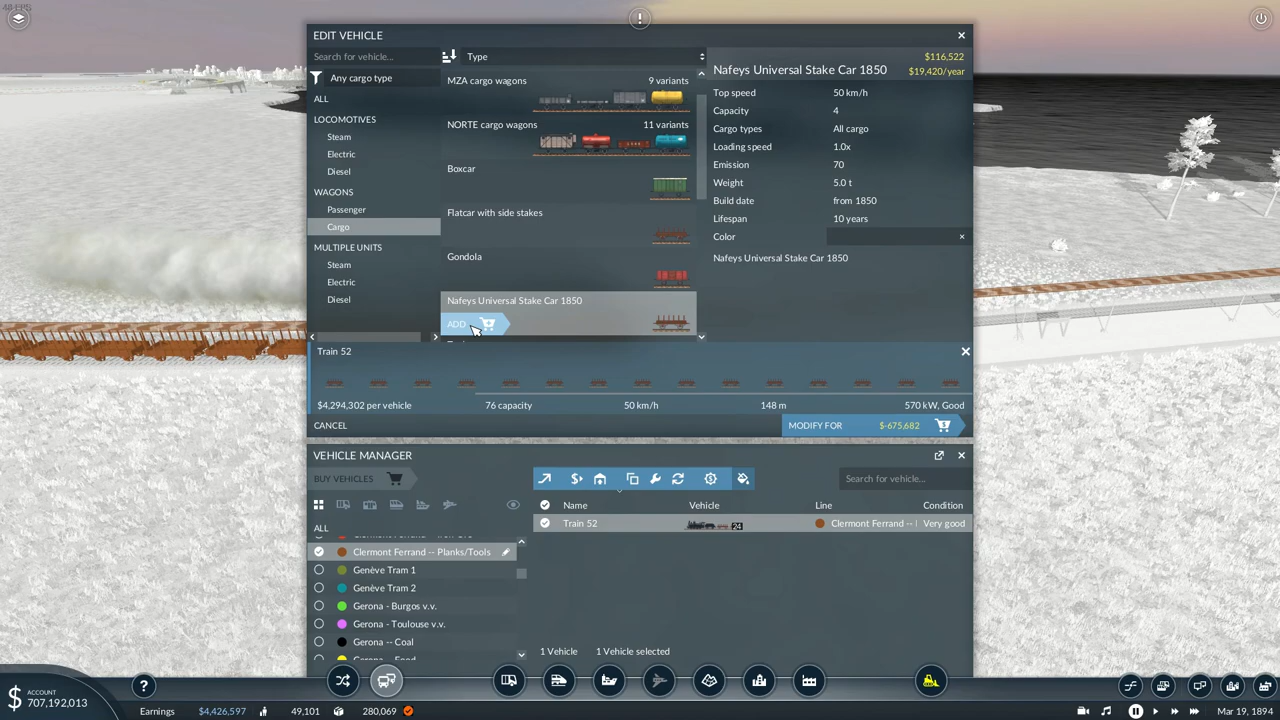 EDIT VEHICLE
Search for vehicle...
Type
Any cargo type
ALL
LOCOMOTIVES
Steam
Electric
Diesel
WAGONS
Passenger
Cargo
MULTIPLE UNITS
Steam
Electric
Diesel
MZA cargo wagons 9 variants
NORTE cargo wagons 11 variants
Boxcar
Flatcar with side stakes
Gondola
Nafeys Universal Stake Car 1850
ADD
$116,522
Nafeys Universal Stake Car 1850 $19,420/year
Top speed 50 km/h
Capacity 4
Cargo types All cargo
Loading speed 1.0x
Emission 70
Weight 5.0 t
Build date from 1850
Lifespan 10 years
Color
Nafeys Universal Stake Car 1850
Train 52
$4,294,302 per vehicle 76 capacity 50 km/h 148 m 570 kW, Good
CANCEL MODIFY FOR $-675,682
VEHICLE MANAGER
BUY VEHICLES
Search for vehicle...
ALL
Clermont Ferrand -- Planks/Tools
Genève Tram 1
Genève Tram 2
Gerona - Burgos v.v.
Gerona - Toulouse v.v.
Gerona -- Coal
Gerona -- Food
Name Vehicle Line Condition
Train 52 24 Clermont Ferrand -- Very good
1 Vehicle 1 Vehicle selected
$ ACCOUNT
707,192,013
?
Earnings $4,426,597 49,101 280,069
Mar 19, 1894